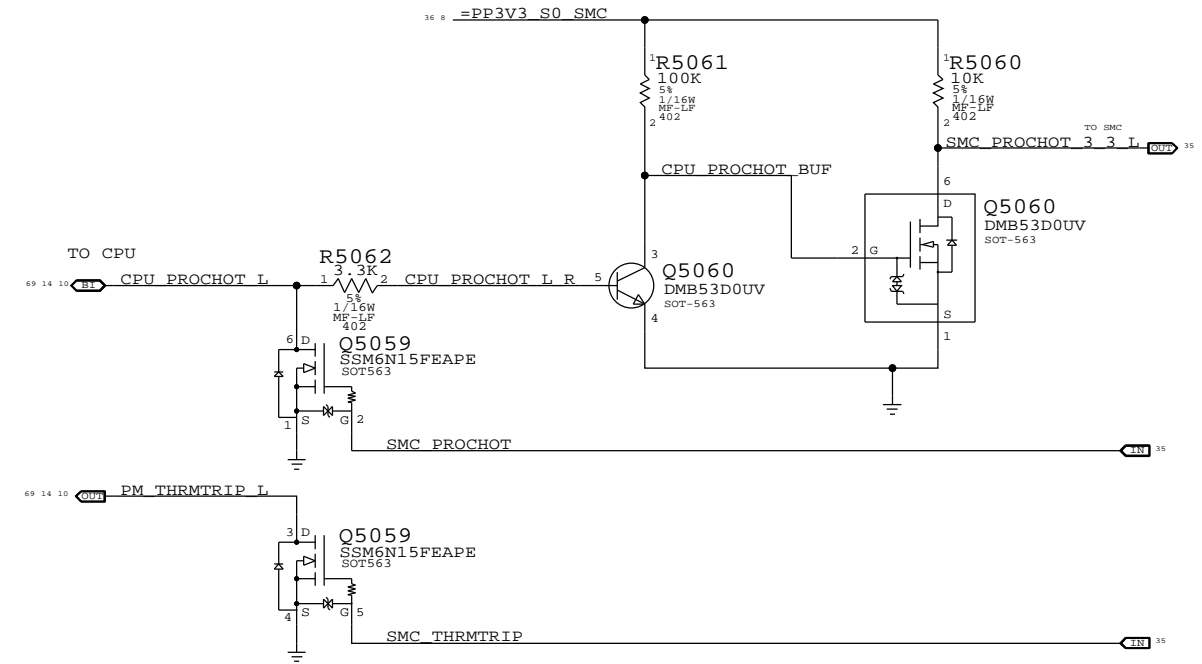 36 8 =PP3V3_S0_SMC
1 R5061
100K
5%
1/16W
MF-LF
402
2
1 R5060
10K
5%
1/16W
MF-LF
402
2
TO SMC
SMC_PROCHOT_3_3_L OUT 35
CPU_PROCHOT_BUF
6
D
Q5060
DMB53D0UV
SOT-563
2 G
S
1
TO CPU
69 14 10 BI CPU_PROCHOT_L
R5062
3.3K
1 2
5%
1/16W
MF-LF
402
CPU_PROCHOT_L_R 5
3
Q5060
DMB53D0UV
SOT-563
4
6 D
Q5059
SSM6N15FEAPE
SOT563
1 S G 2
SMC_PROCHOT IN 35
69 14 10 OUT PM_THRMTRIP_L
3 D
Q5059
SSM6N15FEAPE
SOT563
4 S G 5
SMC_THRMTRIP IN 35